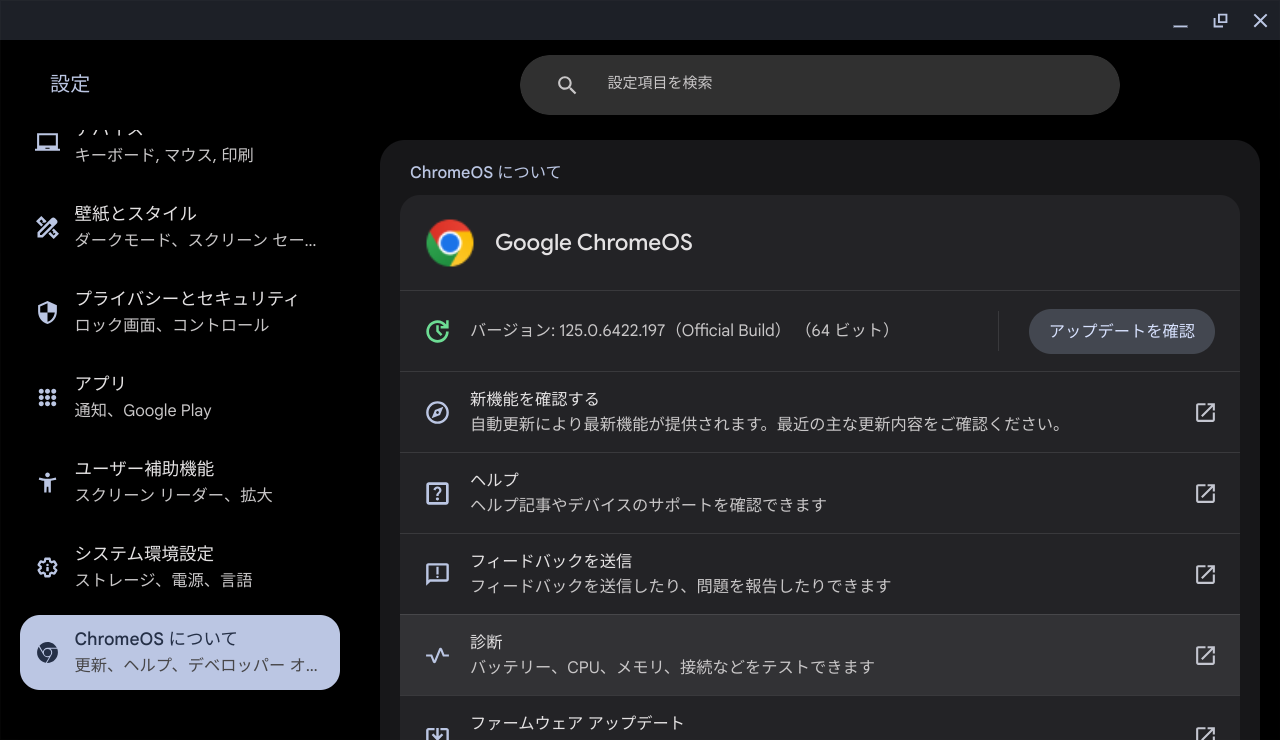 設定
設定項目を検索
デバイス
キーボード, マウス, 印刷
壁紙とスタイル
ダークモード、スクリーン セー...
プライバシーとセキュリティ
ロック画面、コントロール
アプリ
通知、Google Play
ユーザー補助機能
スクリーン リーダー、拡大
システム環境設定
ストレージ、電源、言語
ChromeOS について
更新、ヘルプ、デベロッパー オ...
ChromeOS について
Google ChromeOS
バージョン: 125.0.6422.197（Official Build） （64 ビット）
アップデートを確認
新機能を確認する
自動更新により最新機能が提供されます。最近の主な更新内容をご確認ください。
ヘルプ
ヘルプ記事やデバイスのサポートを確認できます
フィードバックを送信
フィードバックを送信したり、問題を報告したりできます
診断
バッテリー、CPU、メモリ、接続などをテストできます
ファームウェア アップデート